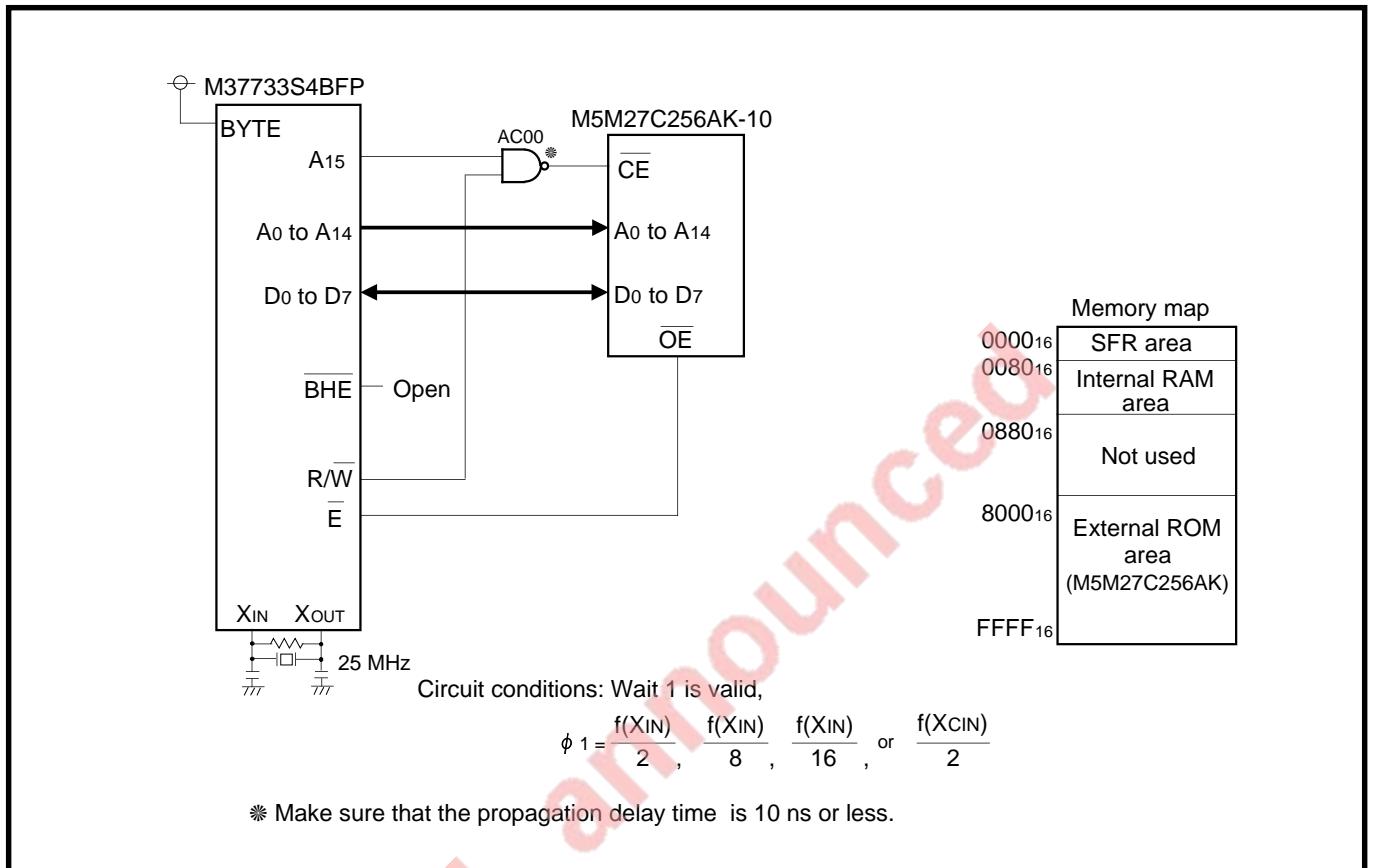 M37733S4BFP
BYTE
A15
A0 to A14
D0 to D7
BHE
Open
R/W
E
XIN XOUT
25 MHz
AC00
M5M27C256AK-10
CE
A0 to A14
D0 to D7
OE
Memory map
000016
SFR area
008016
Internal RAM
area
088016
Not used
800016
External ROM
area
(M5M27C256AK)
FFFF16
Circuit conditions: Wait 1 is valid,
ϕ 1 = f(XIN)/2 , f(XIN)/8 , f(XIN)/16 , or f(XCIN)/2
❋ Make sure that the propagation delay time is 10 ns or less.
announced